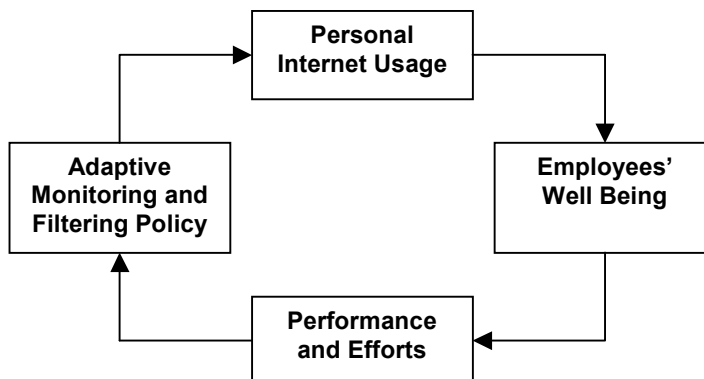 Personal
Internet Usage
Adaptive
Monitoring and
Filtering Policy
Employees’
Well Being
Performance
and Efforts